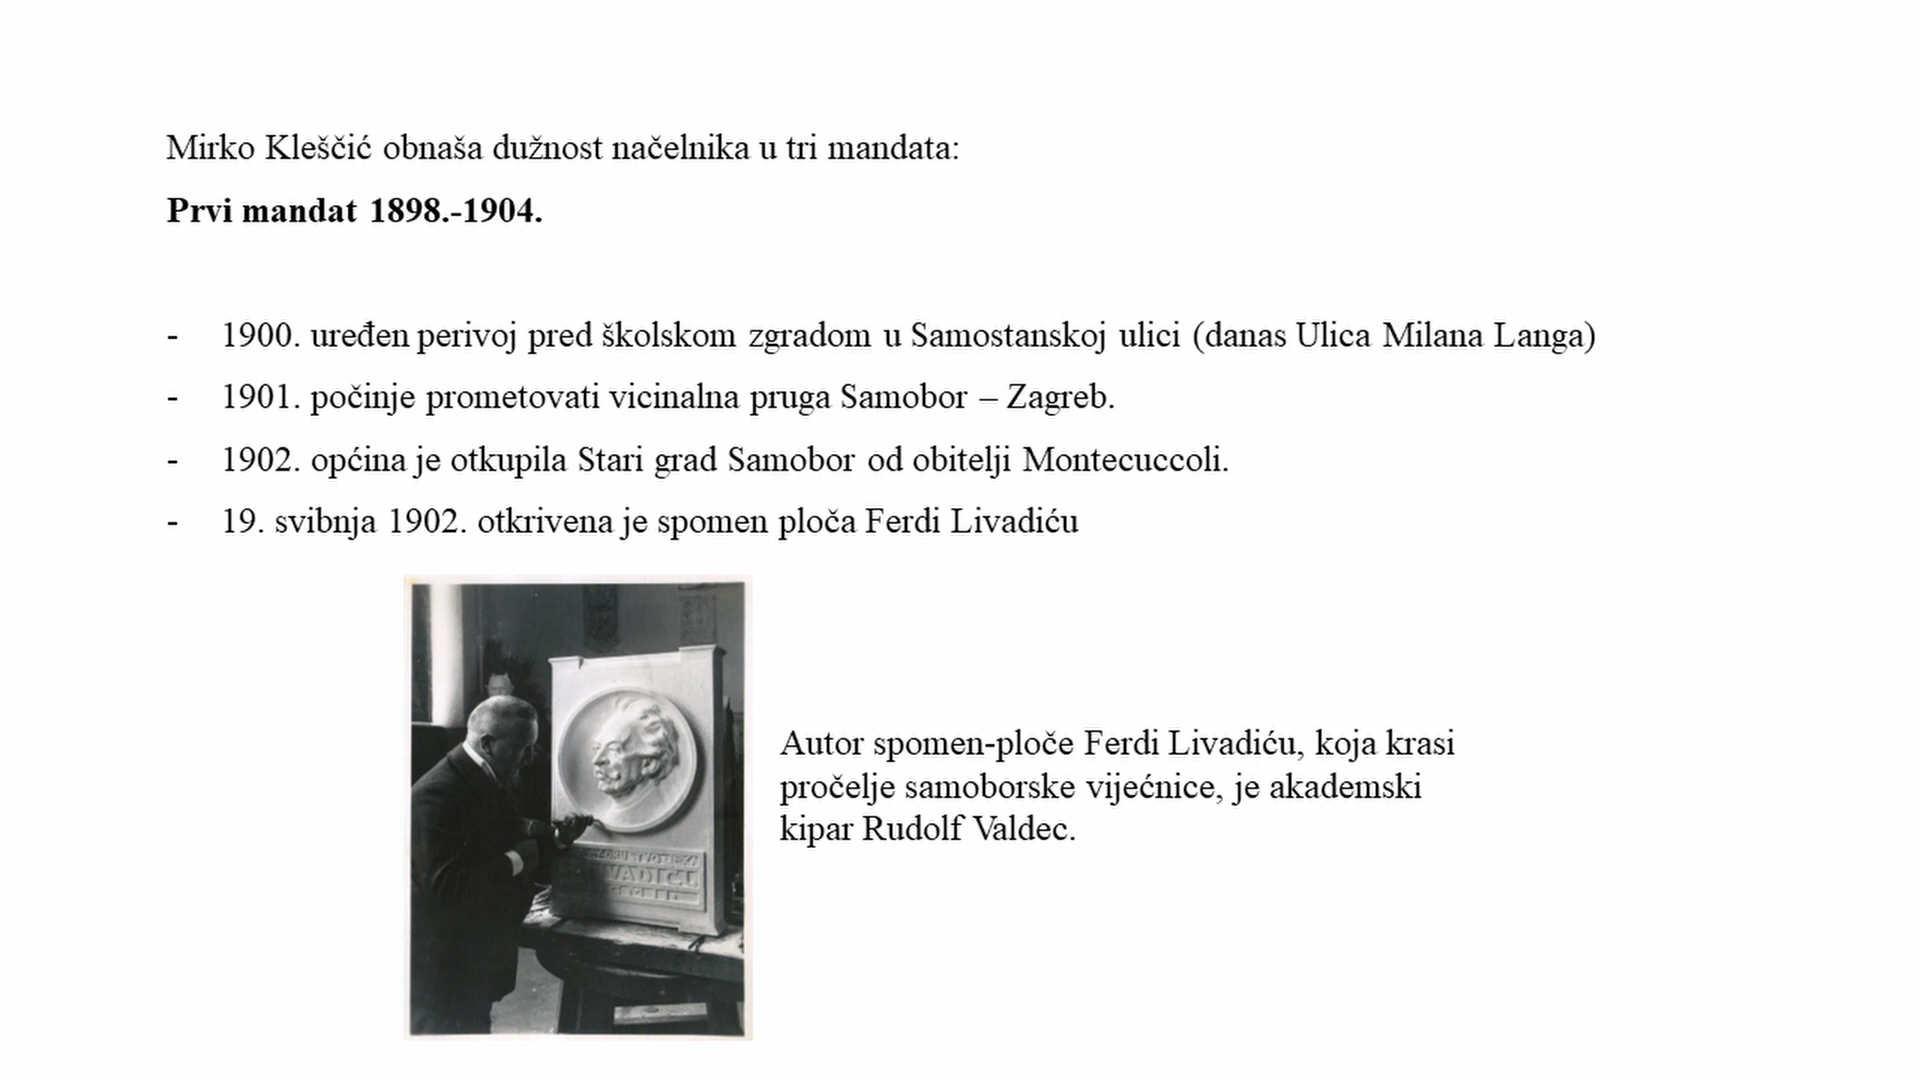 Mirko Kleščić obnaša dužnost načelnika u tri mandata:
Prvi mandat 1898.-1904.
- 1900. uređen perivoj pred školskom zgradom u Samostanskoj ulici (danas Ulica Milana Langa)
- 1901. počinje prometovati vicinalna pruga Samobor – Zagreb.
- 1902. općina je otkupila Stari grad Samobor od obitelji Montecuccoli.
- 19. svibnja 1902. otkrivena je spomen ploča Ferdi Livadiću
Autor spomen-ploče Ferdi Livadiću, koja krasi
pročelje samoborske vijećnice, je akademski
kipar Rudolf Valdec.